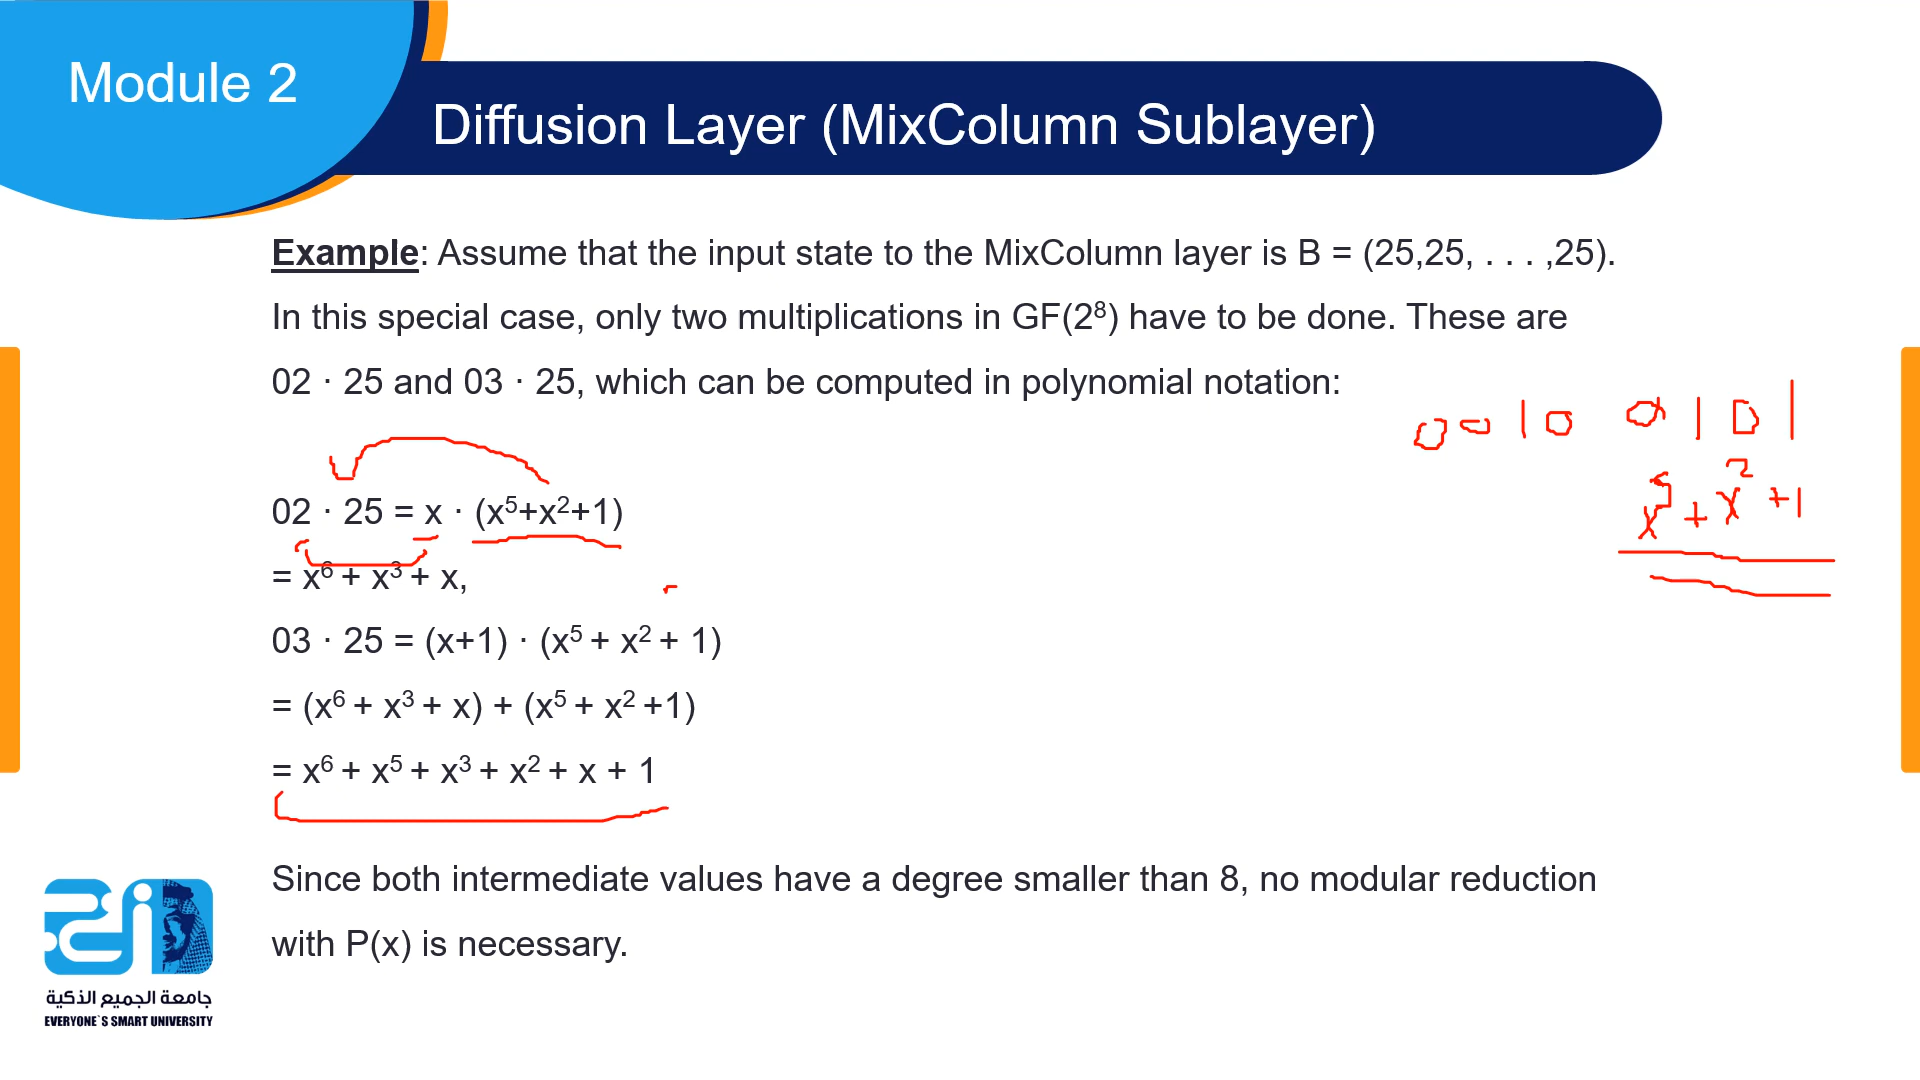 Module 2
Diffusion Layer (MixColumn Sublayer)
Example: Assume that the input state to the MixColumn layer is B = (25,25, . . . ,25).
In this special case, only two multiplications in GF(2⁸) have to be done. These are
02 · 25 and 03 · 25, which can be computed in polynomial notation:
0010 0101
x⁵ + x² + 1
02 · 25 = x · (x⁵+x²+1)
= x⁶ + x³ + x,
03 · 25 = (x+1) · (x⁵ + x² + 1)
= (x⁶ + x³ + x) + (x⁵ + x² +1)
= x⁶ + x⁵ + x³ + x² + x + 1
Since both intermediate values have a degree smaller than 8, no modular reduction
with P(x) is necessary.
جامعة الجميع الذكية
EVERYONE`S SMART UNIVERSITY